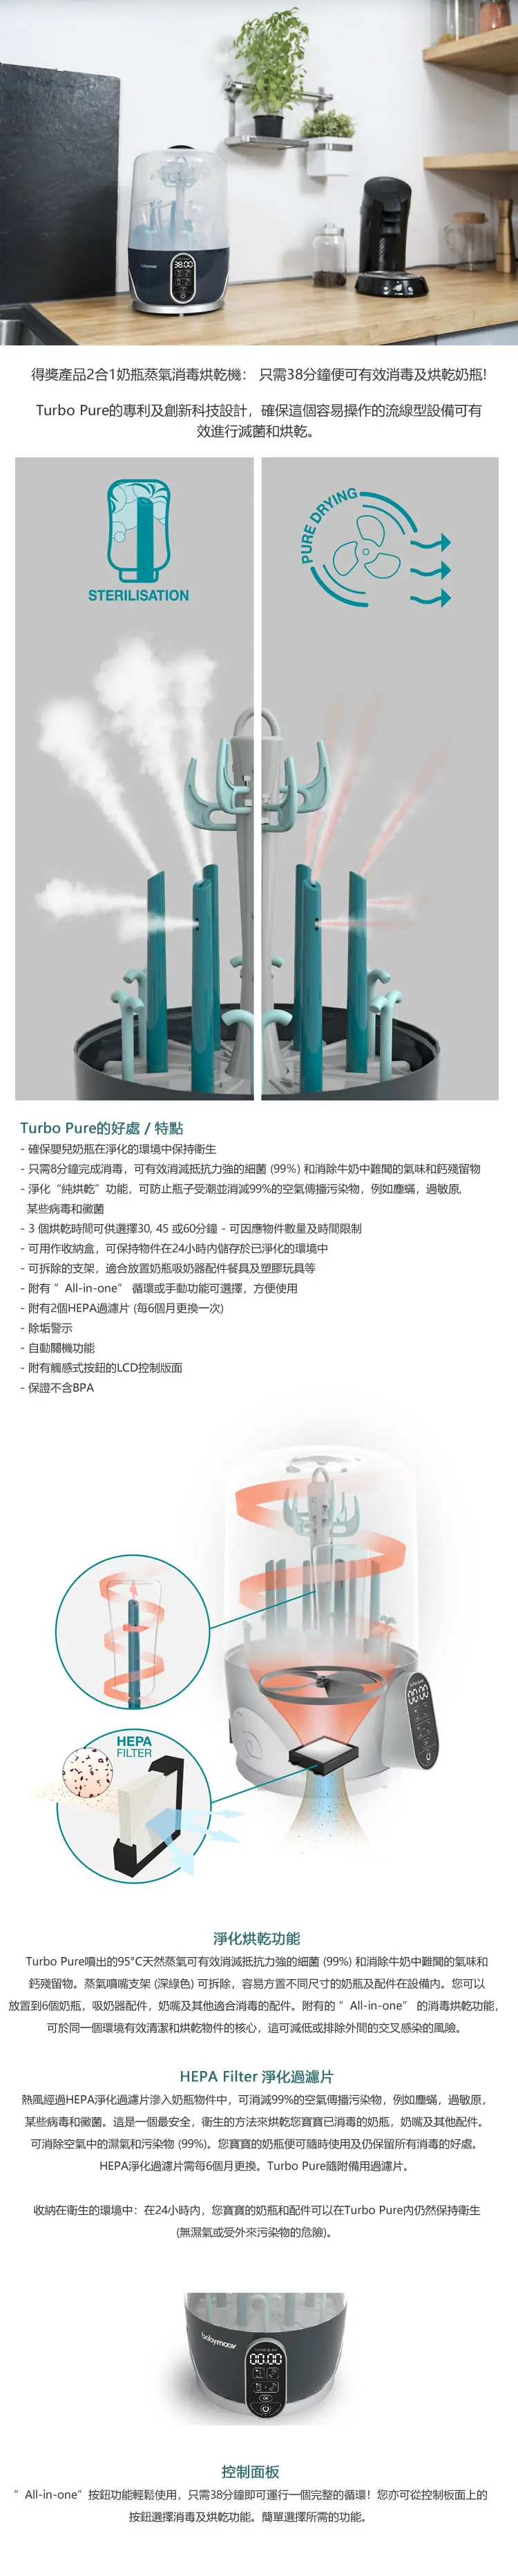 babymoov
38:00
得獎產品2合1奶瓶蒸氣消毒烘乾機： 只需38分鐘便可有效消毒及烘乾奶瓶!
Turbo Pure的專利及創新科技設計，確保這個容易操作的流線型設備可有
效進行滅菌和烘乾。
STERILISATION
PURE DRYING
Turbo Pure的好處 / 特點
- 確保嬰兒奶瓶在淨化的環境中保持衛生
- 只需8分鐘完成消毒，可有效消滅抵抗力強的細菌 (99%) 和消除牛奶中難聞的氣味和鈣殘留物
- 淨化“純烘乾”功能，可防止瓶子受潮並消滅99%的空氣傳播污染物，例如塵蟎，過敏原，
某些病毒和黴菌
- 3 個烘乾時間可供選擇30, 45 或60分鐘 - 可因應物件數量及時間限制
- 可用作收納盒，可保持物件在24小時內儲存於已淨化的環境中
- 可拆除的支架，適合放置奶瓶吸奶器配件餐具及塑膠玩具等
- 附有 ” All-in-one” 循環或手動功能可選擇，方便使用
- 附有2個HEPA過濾片 (每6個月更換一次)
- 除垢警示
- 自動關機功能
- 附有觸感式按鈕的LCD控制版面
- 保證不含BPA
00:00
HEPA
FILTER
淨化烘乾功能
Turbo Pure噴出的95°C天然蒸氣可有效消滅抵抗力強的細菌 (99%) 和消除牛奶中難聞的氣味和
鈣殘留物。蒸氣噴嘴支架 (深綠色) 可拆除，容易方置不同尺寸的奶瓶及配件在設備內。您可以
放置到6個奶瓶，吸奶器配件，奶嘴及其他適合消毒的配件。附有的 ” All-in-one” 的消毒烘乾功能，
可於同一個環境有效清潔和烘乾物件的核心，這可減低或排除外間的交叉感染的風險。
HEPA Filter 淨化過濾片
熱風經過HEPA淨化過濾片滲入奶瓶物件中，可消滅99%的空氣傳播污染物，例如塵蟎，過敏原，
某些病毒和黴菌。這是一個最安全，衛生的方法來烘乾您寶寶已消毒的奶瓶，奶嘴及其他配件。
可消除空氣中的濕氣和污染物 (99%)。您寶寶的奶瓶便可隨時使用及仍保留所有消毒的好處。
HEPA淨化過濾片需每6個月更換。Turbo Pure隨附備用過濾片。
收納在衛生的環境中：在24小時內，您寶寶的奶瓶和配件可以在Turbo Pure内仍然保持衛生
(無濕氣或受外來污染物的危險)。
babymoov
turbo pure
00:00
OK
控制面板
” All-in-one”按鈕功能輕鬆使用，只需38分鐘即可運行一個完整的循環！您亦可從控制板面上的
按鈕選擇消毒及烘乾功能。簡單選擇所需的功能。